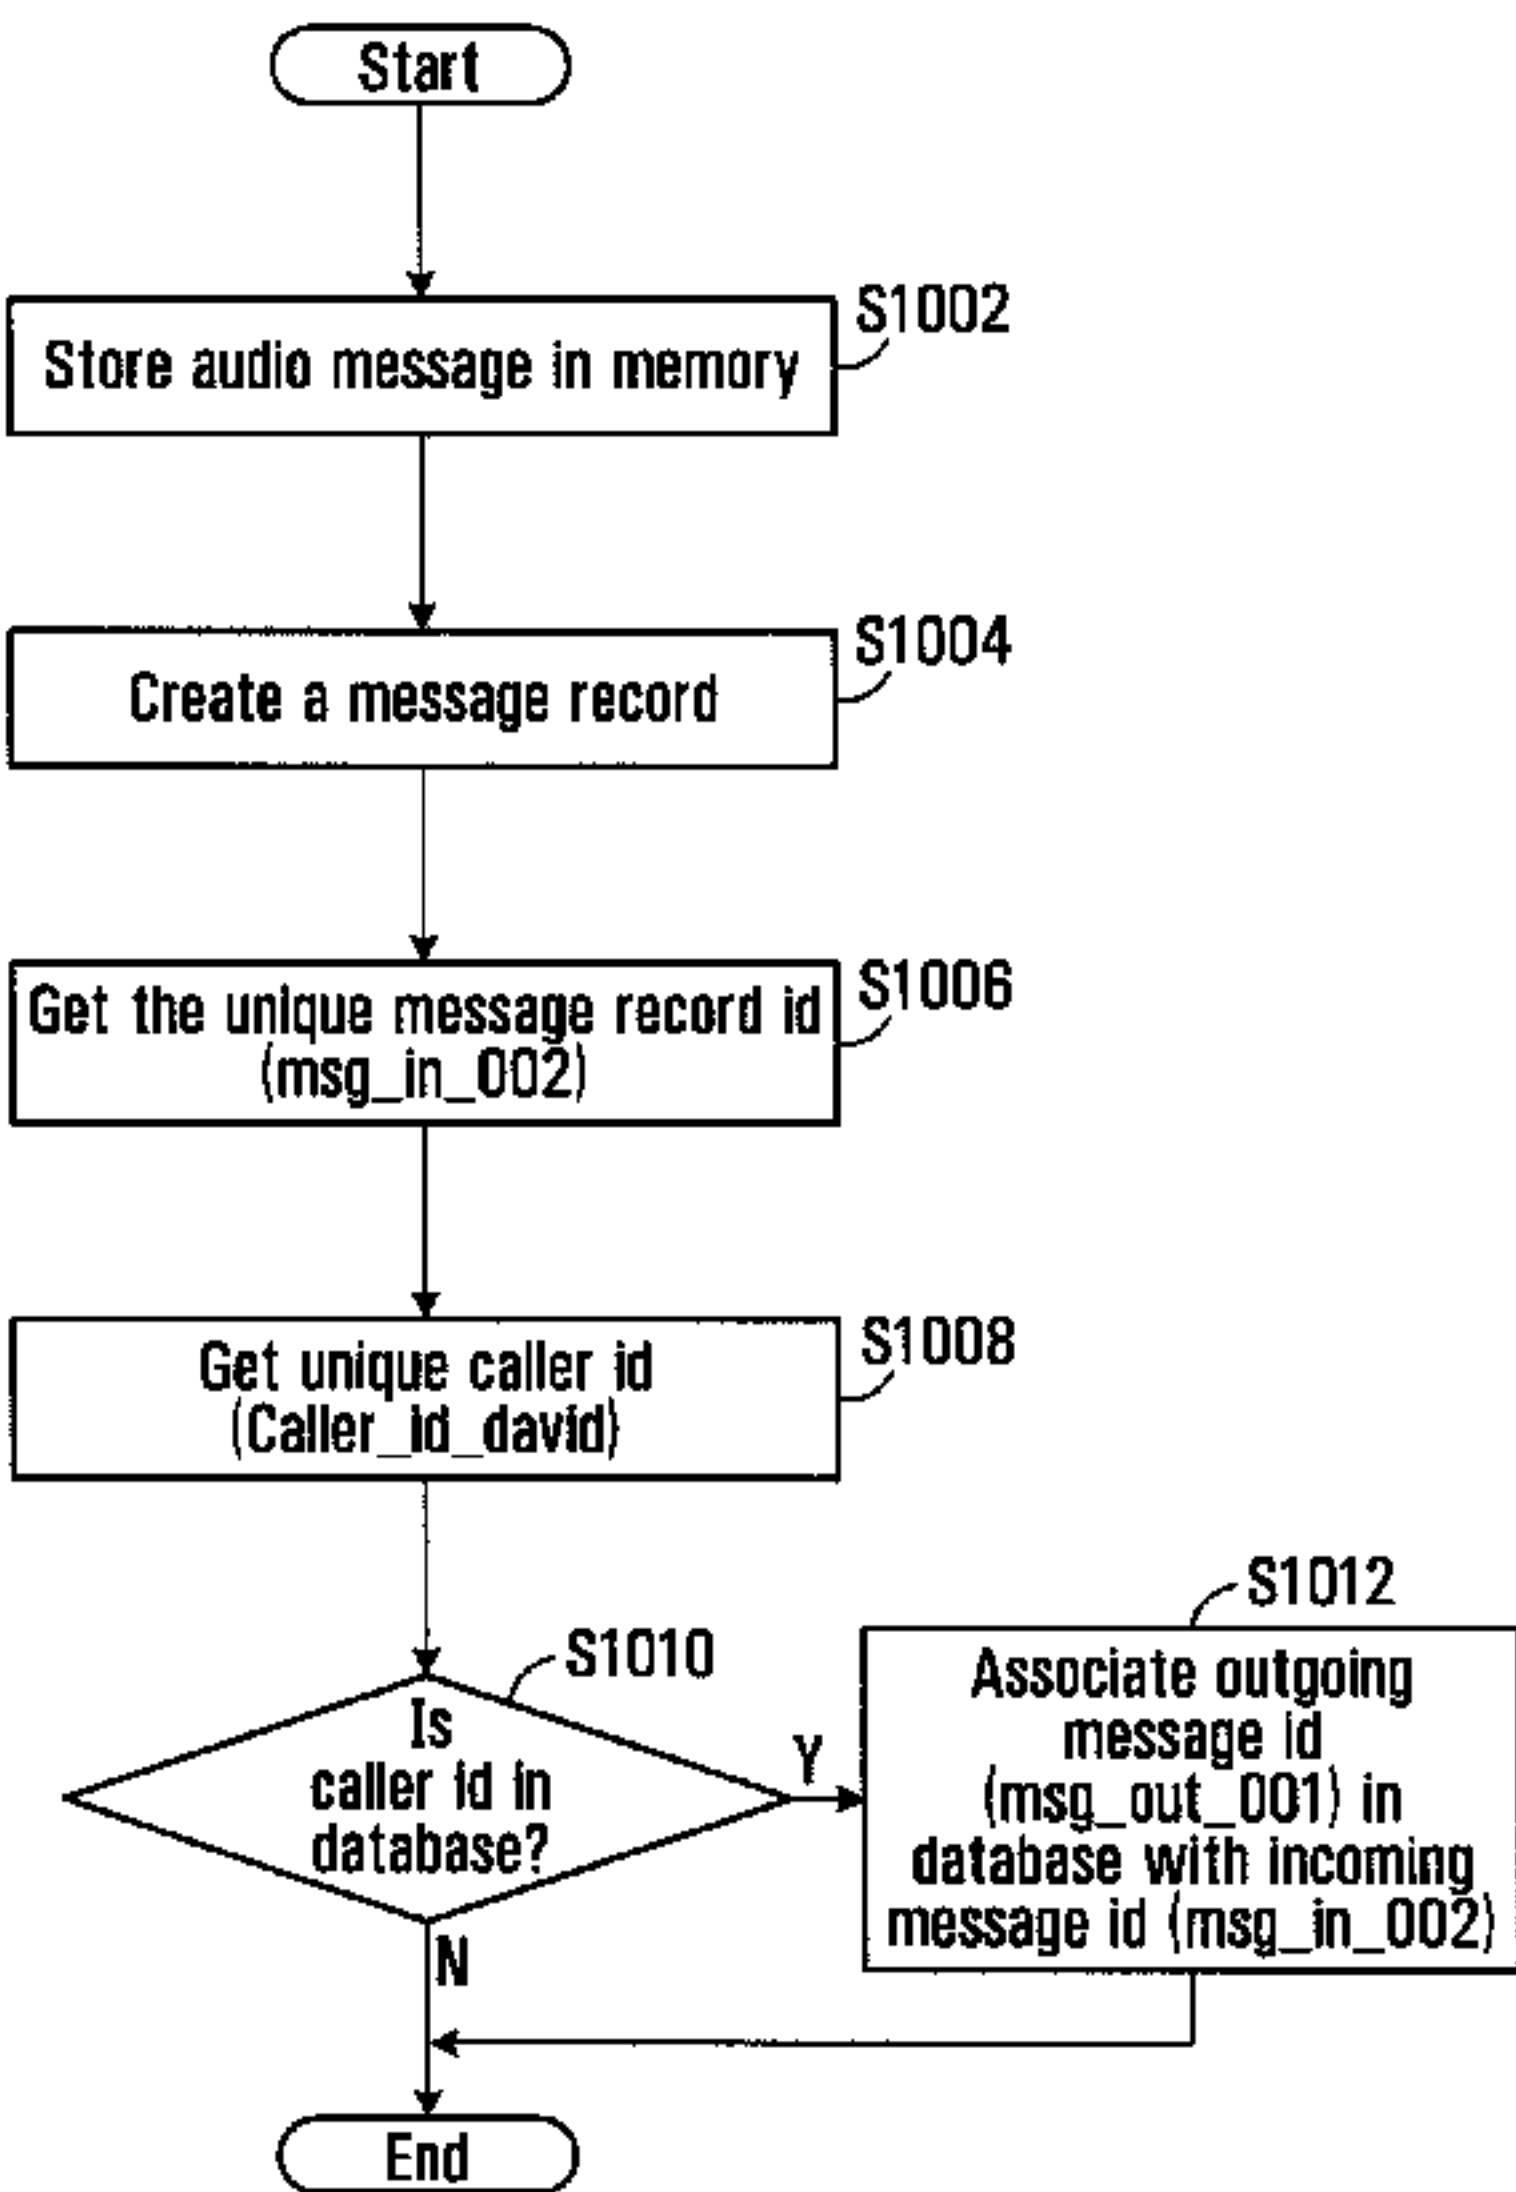 Start
S1002
Store audio message in memory
S1004
Create a message record
S1006
Get the unique message record id
(msg_in_002)
S1008
Get unique caller id
(Caller_id_david)
S1010
Is
caller id in
database?
Y
N
S1012
Associate outgoing
message id
(msg_out_001) in
database with incoming
message id (msg_in_002)
End